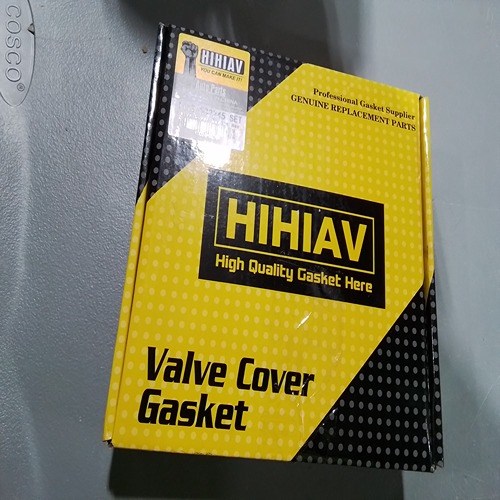 COSCO®
HIHIAV
YOU CAN MAKE IT!
Professional Gasket Supplier
GENUINE REPLACEMENT PARTS
HIHIAV
High Quality Gasket Here
Valve Cover
Gasket